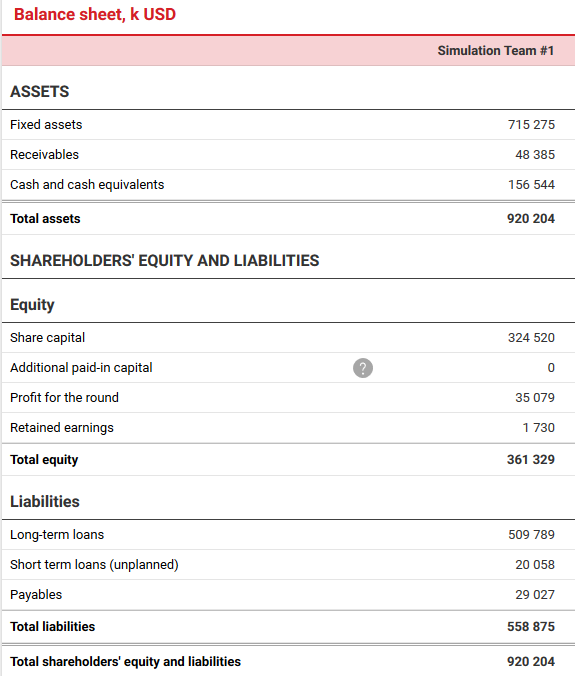 Balance sheet, k USD
Simulation Team #1
ASSETS
Fixed assets 715 275
Receivables 48 385
Cash and cash equivalents 156 544
Total assets 920 204
SHAREHOLDERS' EQUITY AND LIABILITIES
Equity
Share capital 324 520
Additional paid-in capital ? 0
Profit for the round 35 079
Retained earnings 1 730
Total equity 361 329
Liabilities
Long-term loans 509 789
Short term loans (unplanned) 20 058
Payables 29 027
Total liabilities 558 875
Total shareholders' equity and liabilities 920 204